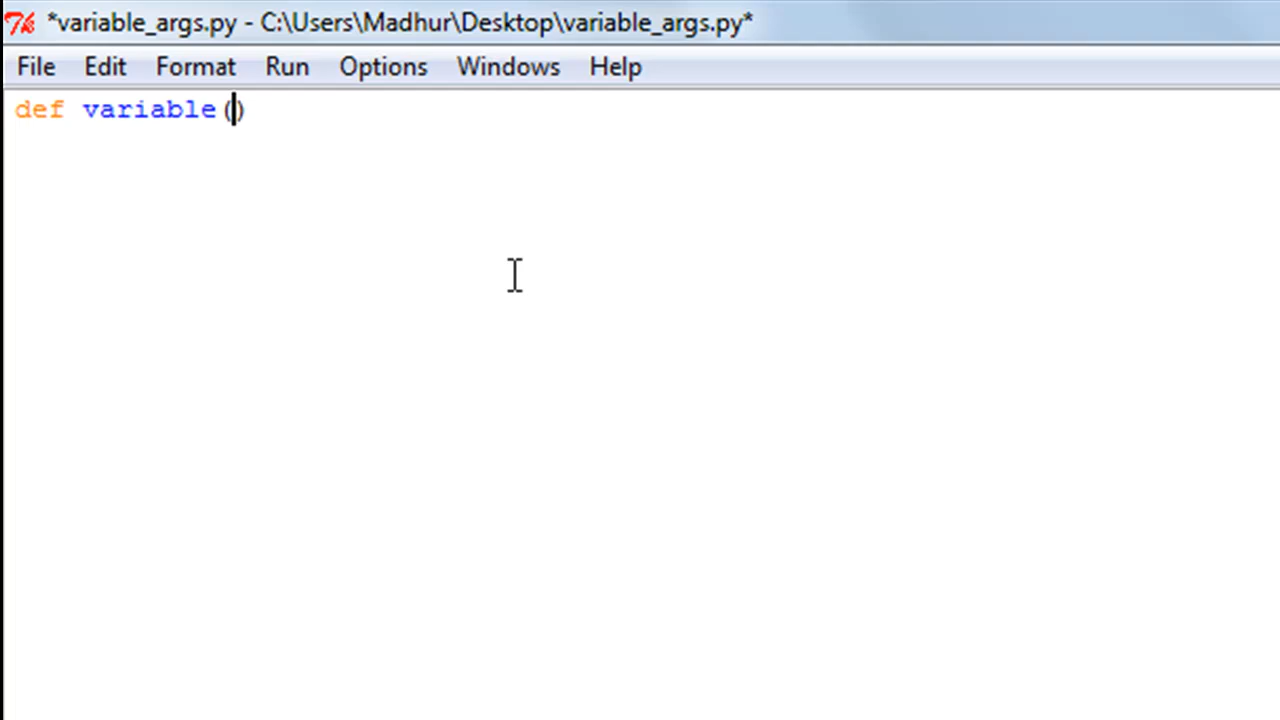 *variable_args.py - C:\Users\Madhur\Desktop\variable_args.py*
File Edit Format Run Options Windows Help
def variable()